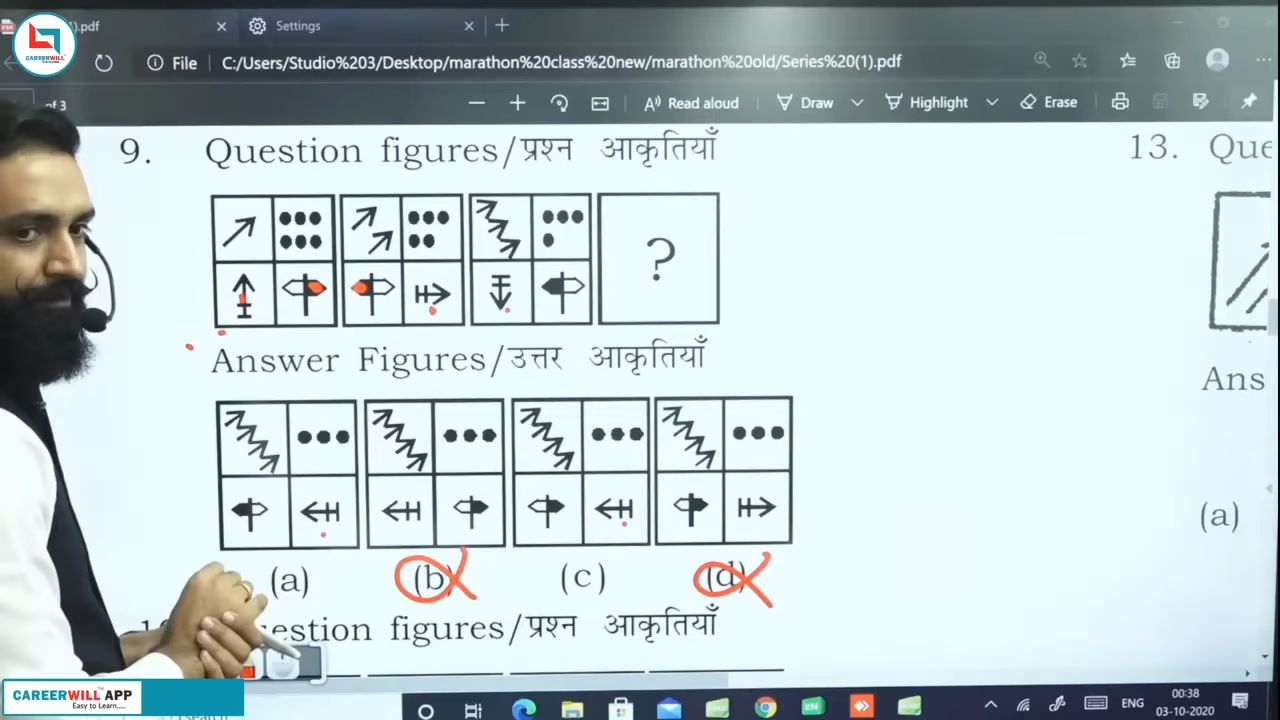 (1).pdf
Settings
File
C:/Users/Studio%203/Desktop/marathon%20class%20new/marathon%20old/Series%20(1).pdf
CAREERWILL
of 3
Read aloud
Draw
Highlight
Erase
9. Question figures/प्रश्न आकृतियाँ
13. Que
?
Answer Figures/उत्तर आकृतियाँ
Ans
(a) (b) (c) (d)
(a)
estion figures/प्रश्न आकृतियाँ
CAREERWILL APP
Easy to Learn.....
ENG
00:38
03-10-2020